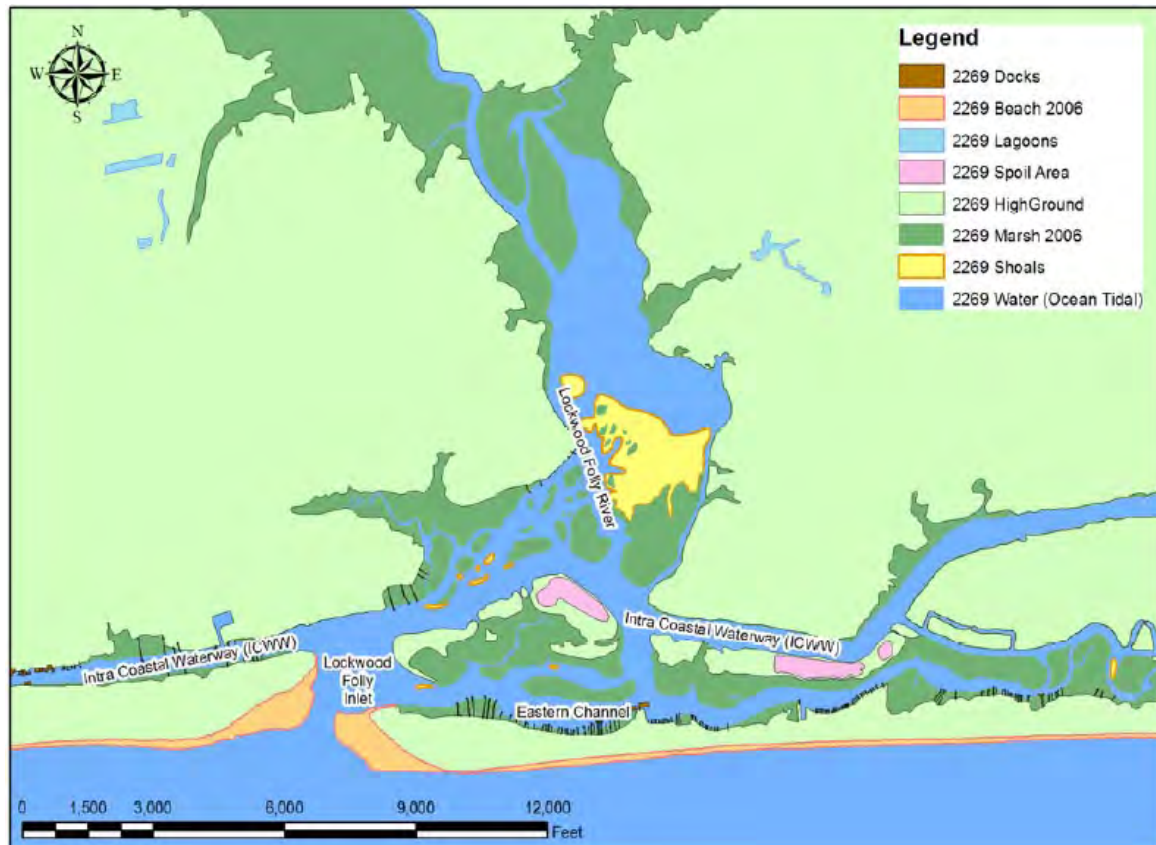 N
W E
S
Legend
2269 Docks
2269 Beach 2006
2269 Lagoons
2269 Spoil Area
2269 HighGround
2269 Marsh 2006
2269 Shoals
2269 Water (Ocean Tidal)
Lockwood Folly River
Intra Coastal Waterway (ICWW)
Intra Coastal Waterway (ICWW)
Lockwood
Folly
Inlet
Eastern Channel
0 1,500 3,000 6,000 9,000 12,000
Feet